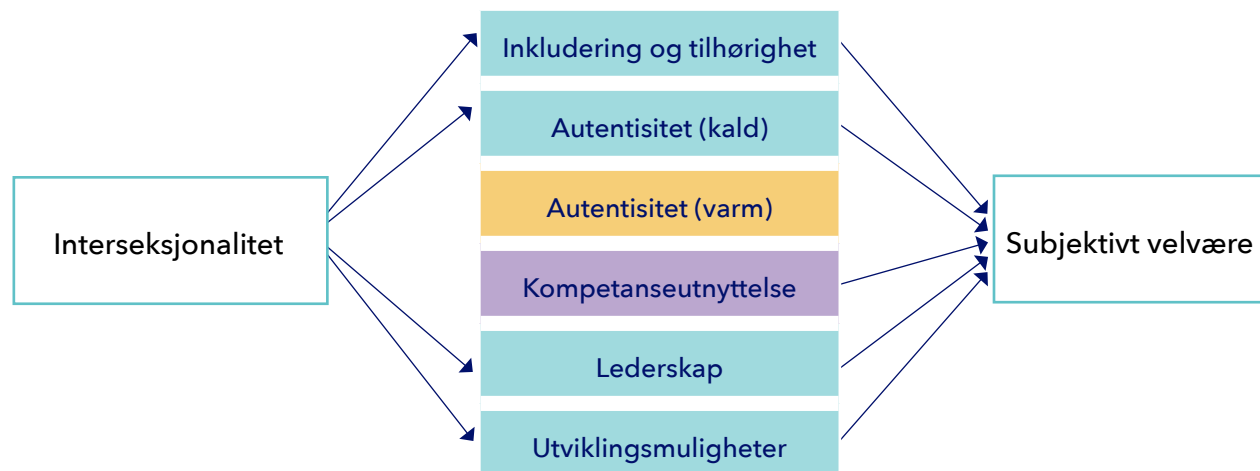 Inkludering og tilhørighet
Autentisitet (kald)
Autentisitet (varm)
Interseksjonalitet
Subjektivt velvære
Kompetanseutnyttelse
Lederskap
Utviklingsmuligheter